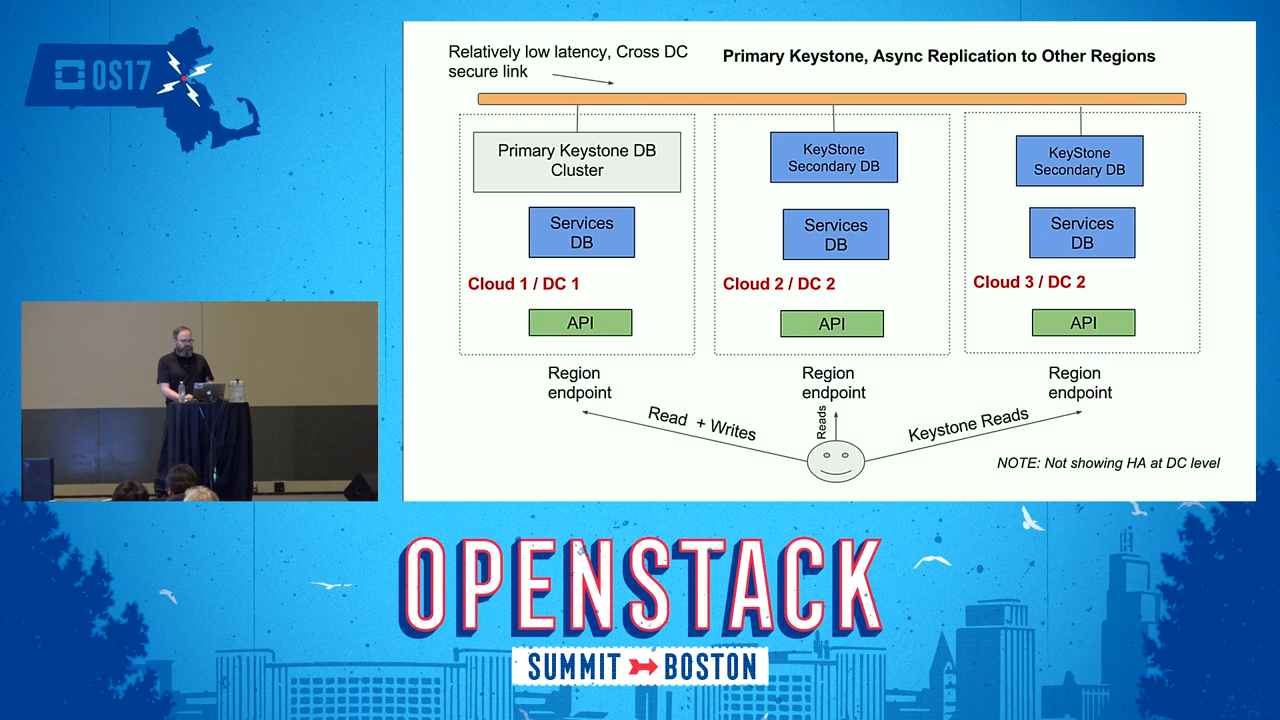 OS17
Relatively low latency, Cross DC
secure link
Primary Keystone, Async Replication to Other Regions
Primary Keystone DB
Cluster
KeyStone
Secondary DB
KeyStone
Secondary DB
Services
DB
Services
DB
Services
DB
Cloud 1 / DC 1
Cloud 2 / DC 2
Cloud 3 / DC 2
API
API
API
Region
endpoint
Region
endpoint
Region
endpoint
Read + Writes
Reads
Keystone Reads
NOTE: Not showing HA at DC level
OPENSTACK
SUMMIT BOSTON